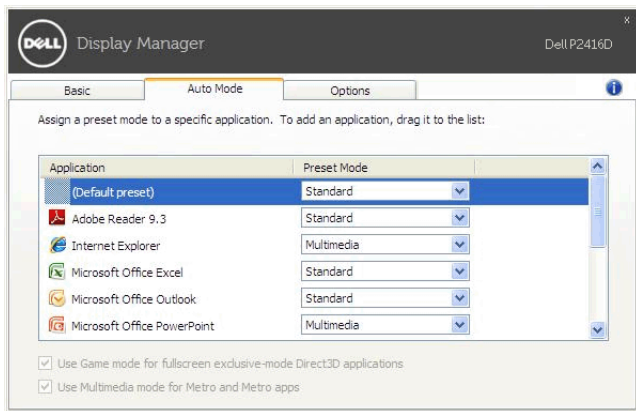 DELL Display Manager
x
Dell P2416D
Basic Auto Mode Options
Assign a preset mode to a specific application. To add an application, drag it to the list:
Application Preset Mode
(Default preset) Standard
Adobe Reader 9.3 Standard
Internet Explorer Multimedia
Microsoft Office Excel Standard
Microsoft Office Outlook Standard
Microsoft Office PowerPoint Multimedia
Use Game mode for fullscreen exclusive-mode Direct3D applications
Use Multimedia mode for Metro and Metro apps